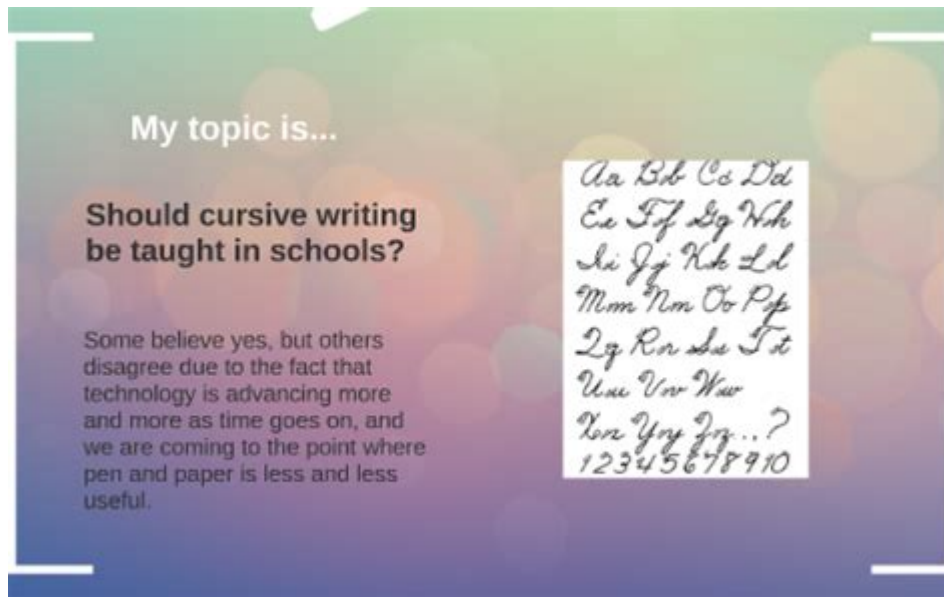 My topic is...
Should cursive writing
be taught in schools?
Some believe yes, but others
disagree due to the fact that
technology is advancing more
and more as time goes on, and
we are coming to the point where
pen and paper is less and less
useful.
Aa Bb Cc Dd
Ee Ff Gg Hh
Ii Jj Kk Ll
Mm Nn Oo Pp
Qq Rr Ss Tt
Uu Vv Ww
Xx Yy Zz..,?
12345678910